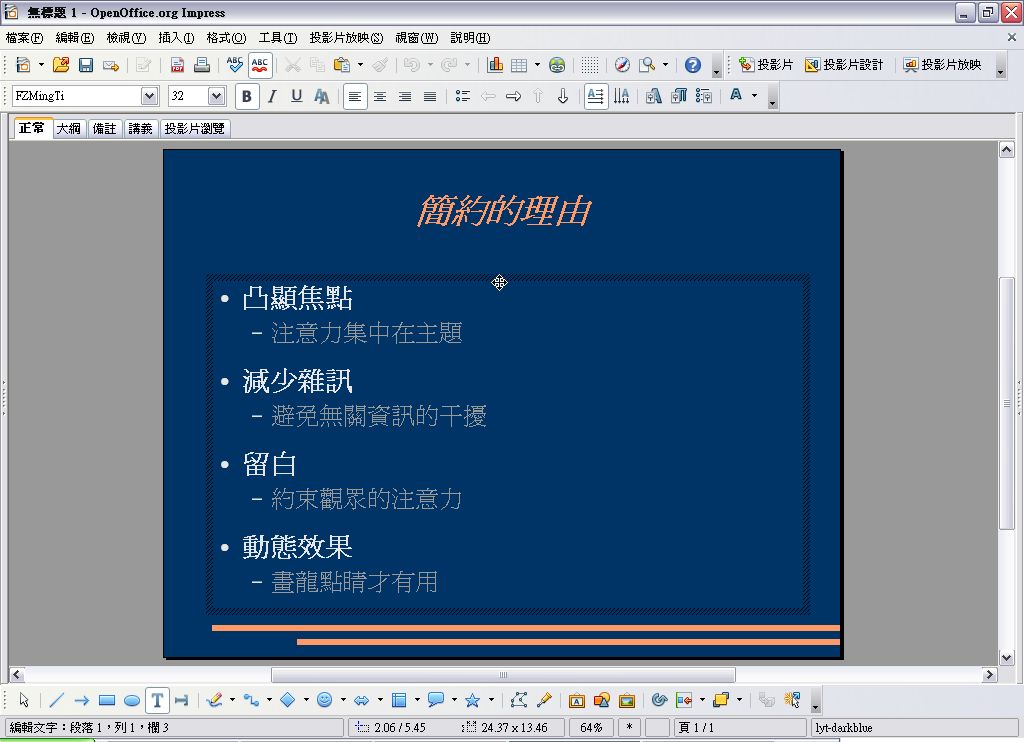 無標題 1 - OpenOffice.org Impress
檔案(F) 編輯(E) 檢視(V) 插入(I) 格式(O) 工具(T) 投影片放映(S) 視窗(W) 說明(H)
投影片 投影片設計 投影片放映
FZMingTi 32
正常 大綱 備註 講義 投影片瀏覽
簡約的理由
• 凸顯焦點
– 注意力集中在主題
• 減少雜訊
– 避免無關資訊的干擾
• 留白
– 約束觀眾的注意力
• 動態效果
– 畫龍點睛才有用
編輯文字：段落 1，列 1，欄 3 2.06 / 5.45 24.37 x 13.46 64% * 頁 1 / 1 lyt-darkblue